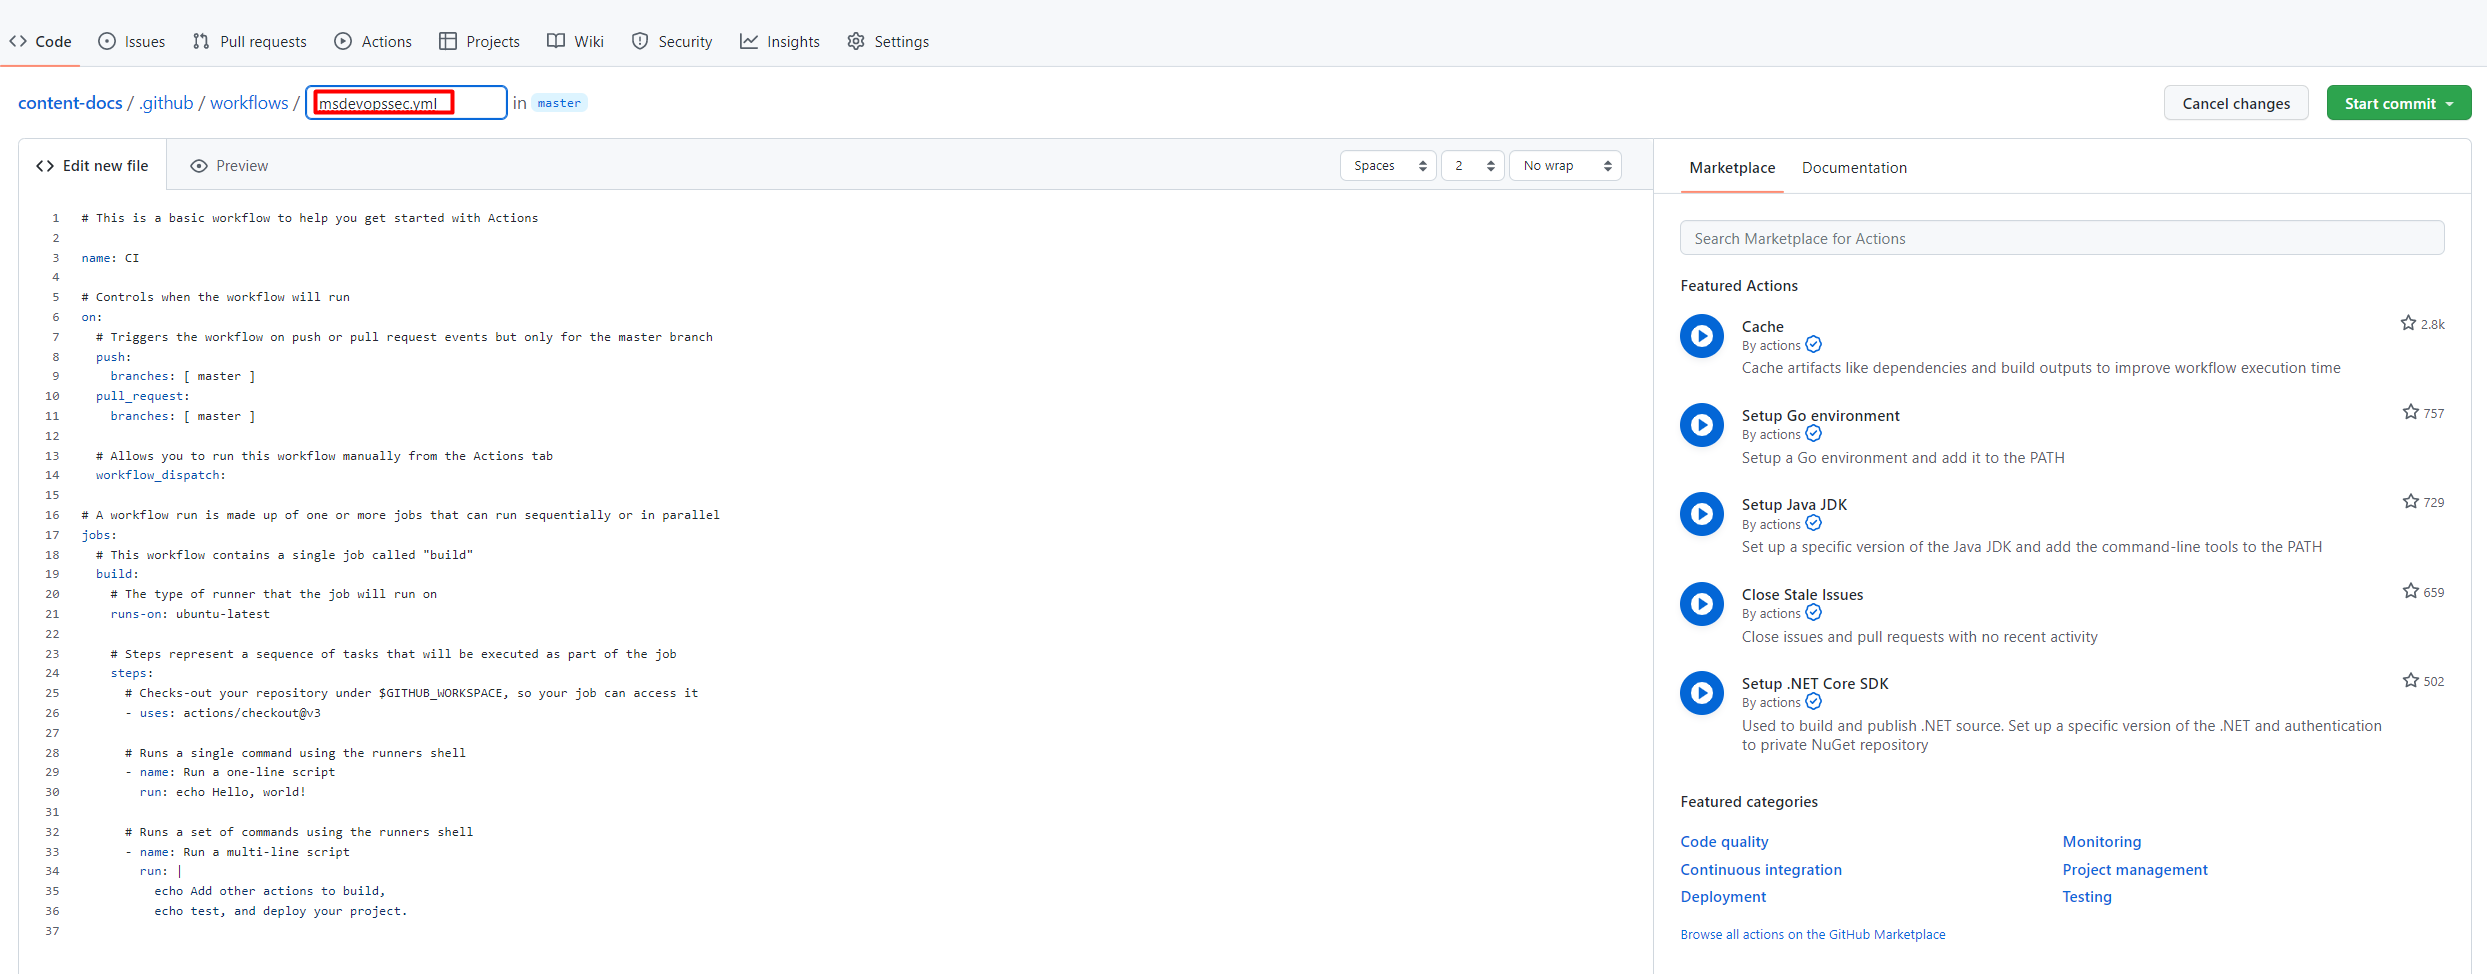 Code Issues Pull requests Actions Projects Wiki Security Insights Settings
content-docs / .github / workflows / msdevopssec.yml in master Cancel changes Start commit
Edit new file Preview Spaces 2 No wrap
1 # This is a basic workflow to help you get started with Actions
2
3 name: CI
4
5 # Controls when the workflow will run
6 on:
7 # Triggers the workflow on push or pull request events but only for the master branch
8 push:
9 branches: [ master ]
10 pull_request:
11 branches: [ master ]
12
13 # Allows you to run this workflow manually from the Actions tab
14 workflow_dispatch:
15
16 # A workflow run is made up of one or more jobs that can run sequentially or in parallel
17 jobs:
18 # This workflow contains a single job called "build"
19 build:
20 # The type of runner that the job will run on
21 runs-on: ubuntu-latest
22
23 # Steps represent a sequence of tasks that will be executed as part of the job
24 steps:
25 # Checks-out your repository under $GITHUB_WORKSPACE, so your job can access it
26 - uses: actions/checkout@v3
27
28 # Runs a single command using the runners shell
29 - name: Run a one-line script
30 run: echo Hello, world!
31
32 # Runs a set of commands using the runners shell
33 - name: Run a multi-line script
34 run: |
35 echo Add other actions to build,
36 echo test, and deploy your project.
37
Marketplace Documentation
Search Marketplace for Actions
Featured Actions
Cache 2.8k
By actions
Cache artifacts like dependencies and build outputs to improve workflow execution time
Setup Go environment 757
By actions
Setup a Go environment and add it to the PATH
Setup Java JDK 729
By actions
Set up a specific version of the Java JDK and add the command-line tools to the PATH
Close Stale Issues 659
By actions
Close issues and pull requests with no recent activity
Setup .NET Core SDK 502
By actions
Used to build and publish .NET source. Set up a specific version of the .NET and authentication
to private NuGet repository
Featured categories
Code quality Monitoring
Continuous integration Project management
Deployment Testing
Browse all actions on the GitHub Marketplace